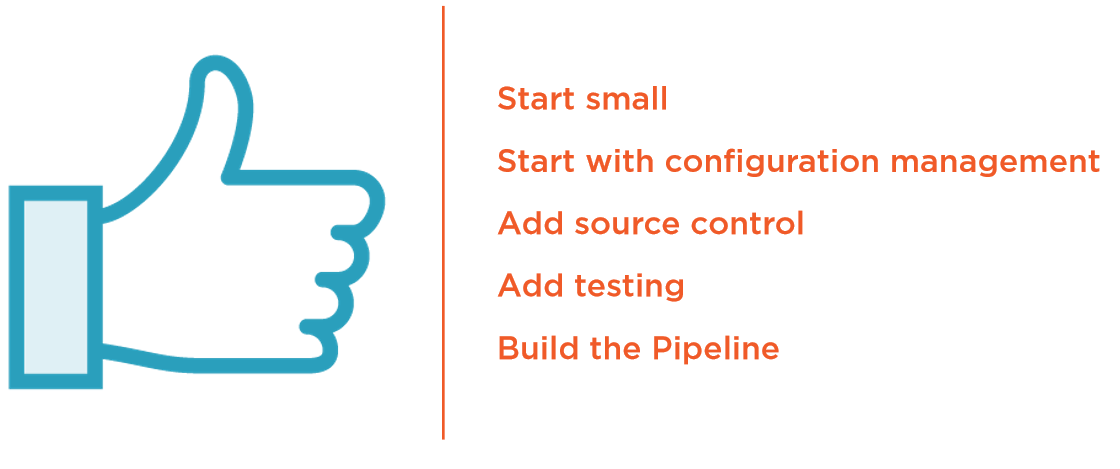 Start small
Start with configuration management
Add source control
Add testing
Build the Pipeline